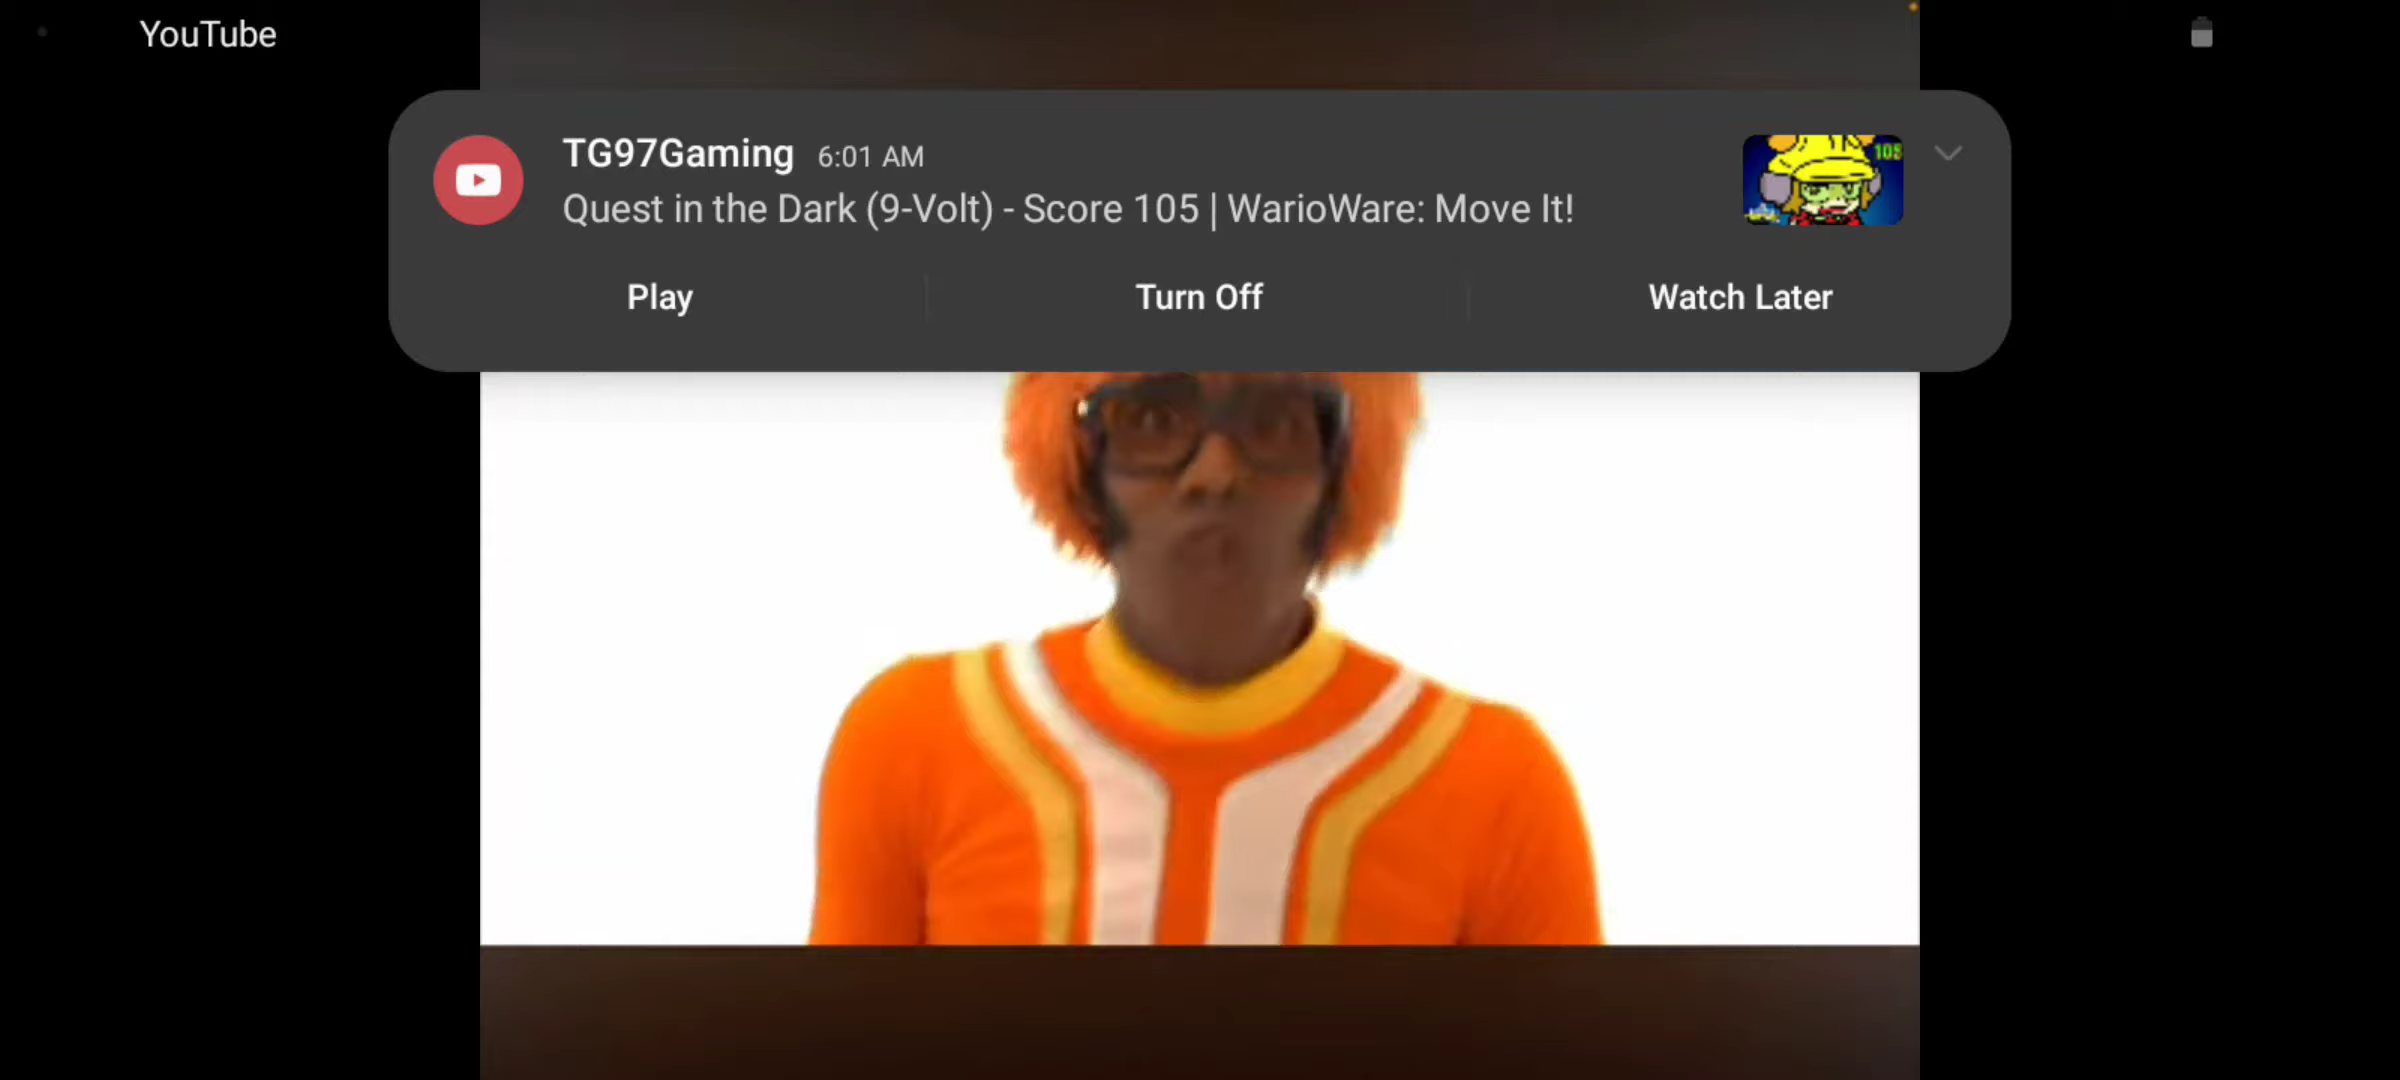 YouTube
TG97Gaming 6:01 AM
105
Quest in the Dark (9-Volt) - Score 105 | WarioWare: Move It!
Play Turn Off Watch Later